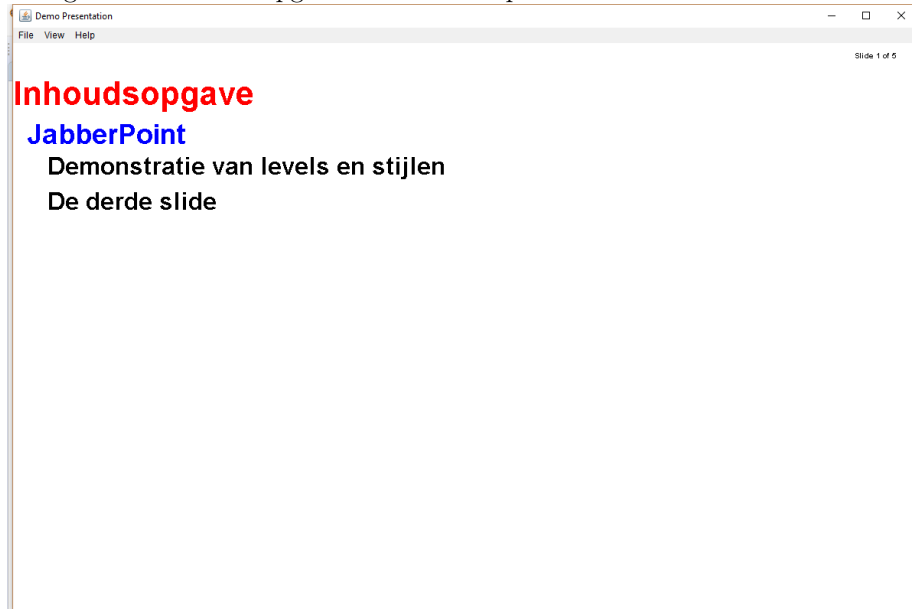 Demo Presentation
File View Help
Slide 1 of 5
Inhoudsopgave
JabberPoint
Demonstratie van levels en stijlen
De derde slide